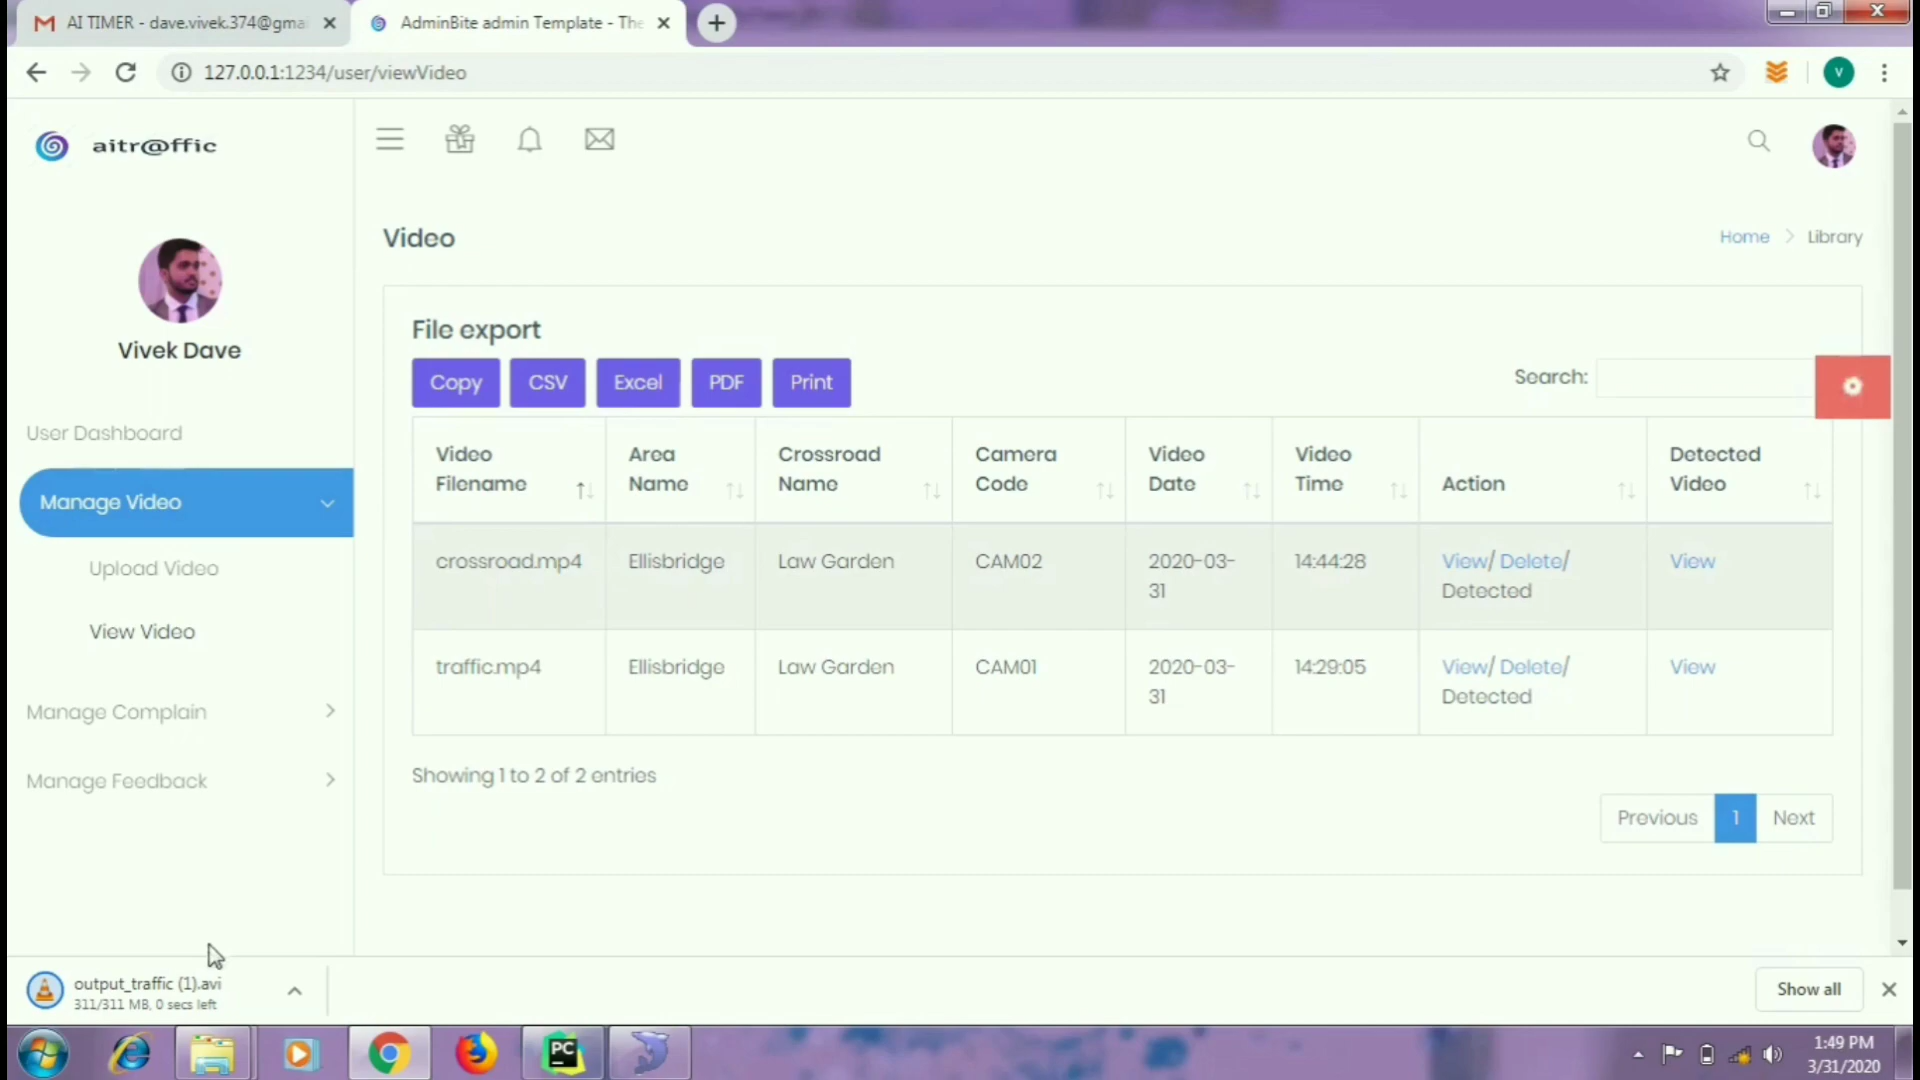 AI TIMER - dave.vivek.374@gmai
AdminBite admin Template - The
127.0.0.1:1234/user/viewVideo
V
aitr@ffic
Video
Home > Library
Vivek Dave
File export
Copy CSV Excel PDF Print
Search:
User Dashboard
Manage Video
Upload Video
View Video
Manage Complain
Manage Feedback
Video Area Crossroad Camera Video Video Detected
Filename Name Name Code Date Time Action Video
crossroad.mp4 Ellisbridge Law Garden CAM02 2020-03- 14:44:28 View/ Delete/ View
31 Detected
traffic.mp4 Ellisbridge Law Garden CAM01 2020-03- 14:29:05 View/ Delete/ View
31 Detected
Showing 1 to 2 of 2 entries
Previous 1 Next
output_traffic (1).avi
311/311 MB, 0 secs left
Show all
PC
1:49 PM
3/31/2020